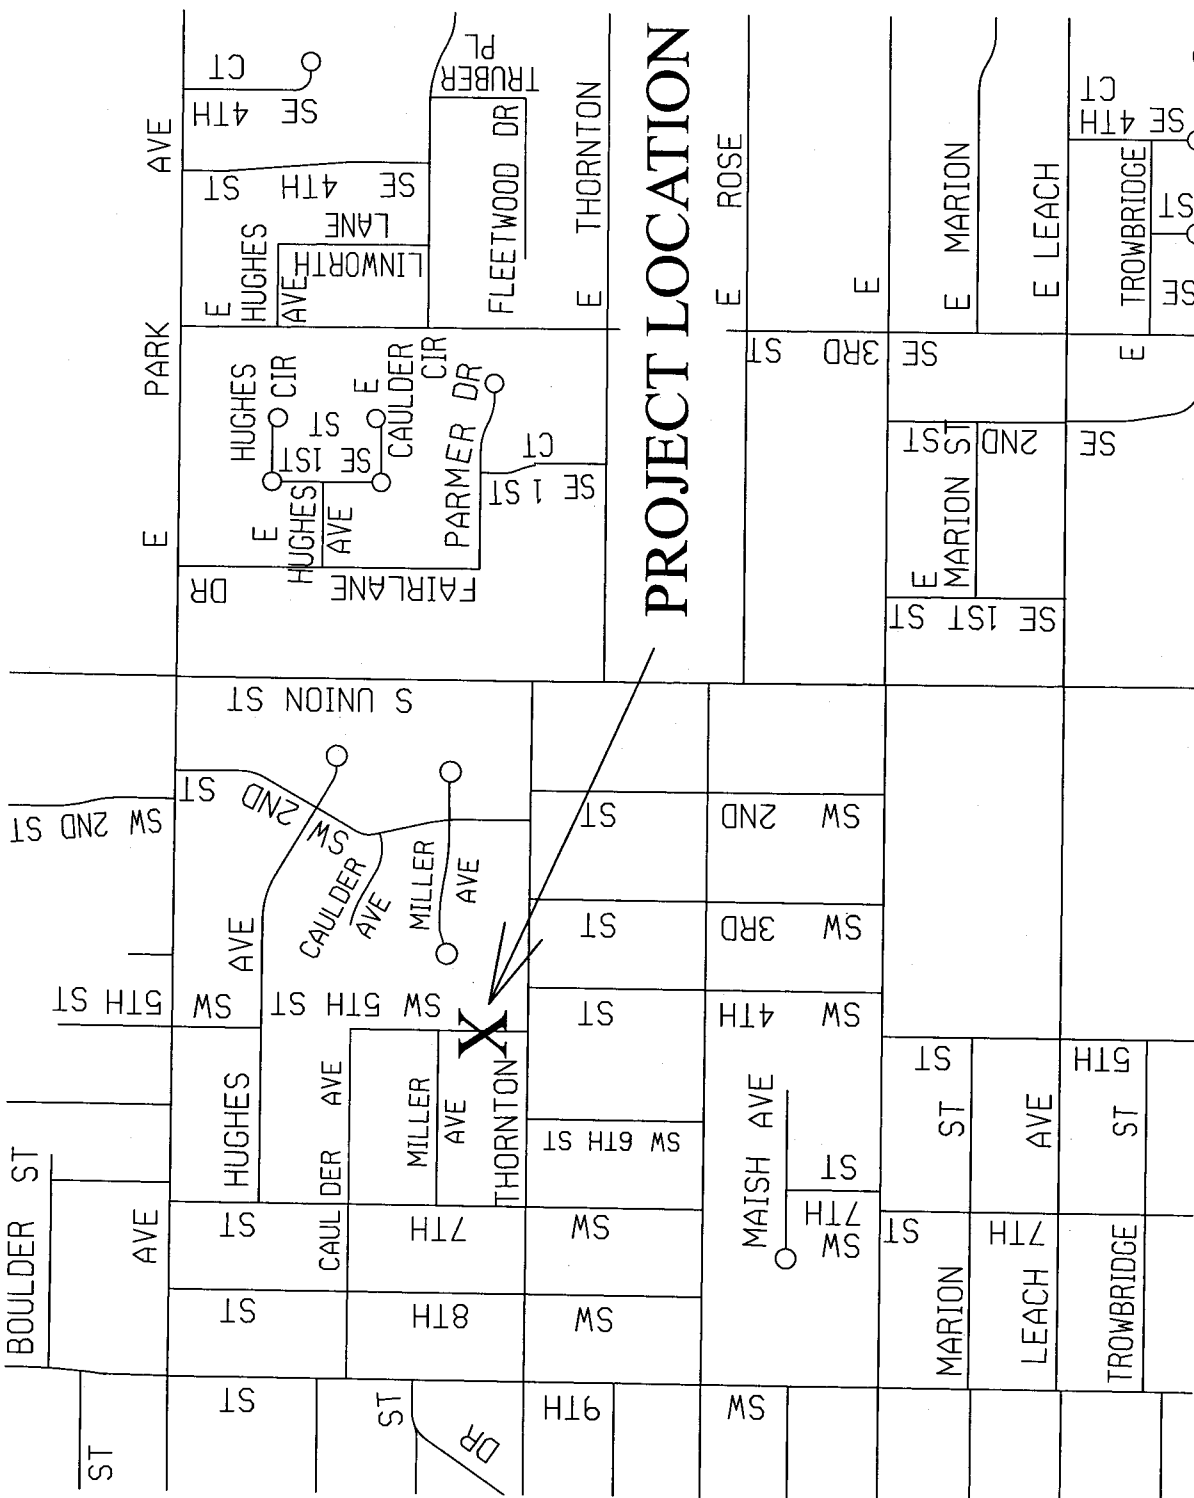 CT
SE 4TH
AVE
ST 4TH SE
TRUBER
PL
FLEETWOOD DR
E THORNTON
PROJECT LOCATION
E ROSE
E
E MARION
E LEACH
CT
SE 4TH
TROWBRIDGE
ST
SE
E
HUGHES
AVE
LANE
LINWORTH
PARK
E
HUGHES
CIR
SE 1ST
ST
E
CAULDER
CIR
E
HUGHES
AVE
PARMER DR
SE 1 ST
CT
FAIRLANE
DR
SE 3RD ST
E
2ND ST
SE
E
MARION ST
SE 1ST ST
S UNION ST
SW 2ND ST
SW 2ND ST
CAULDER
AVE
MILLER
AVE
SW 2ND ST
SW 3RD ST
SW 4TH ST
5TH ST
SW
SW 5TH ST
HUGHES AVE
CAULDER AVE
MILLER
AVE
THORNTON
X
SW 6TH ST
MAISH AVE
SW
7TH
ST
5TH ST
BOULDER ST
AVE
SW 7TH ST
SW 8TH ST
SW 9TH ST
7TH ST
MARION ST
LEACH AVE
TROWBRIDGE ST
ST
ST
DR